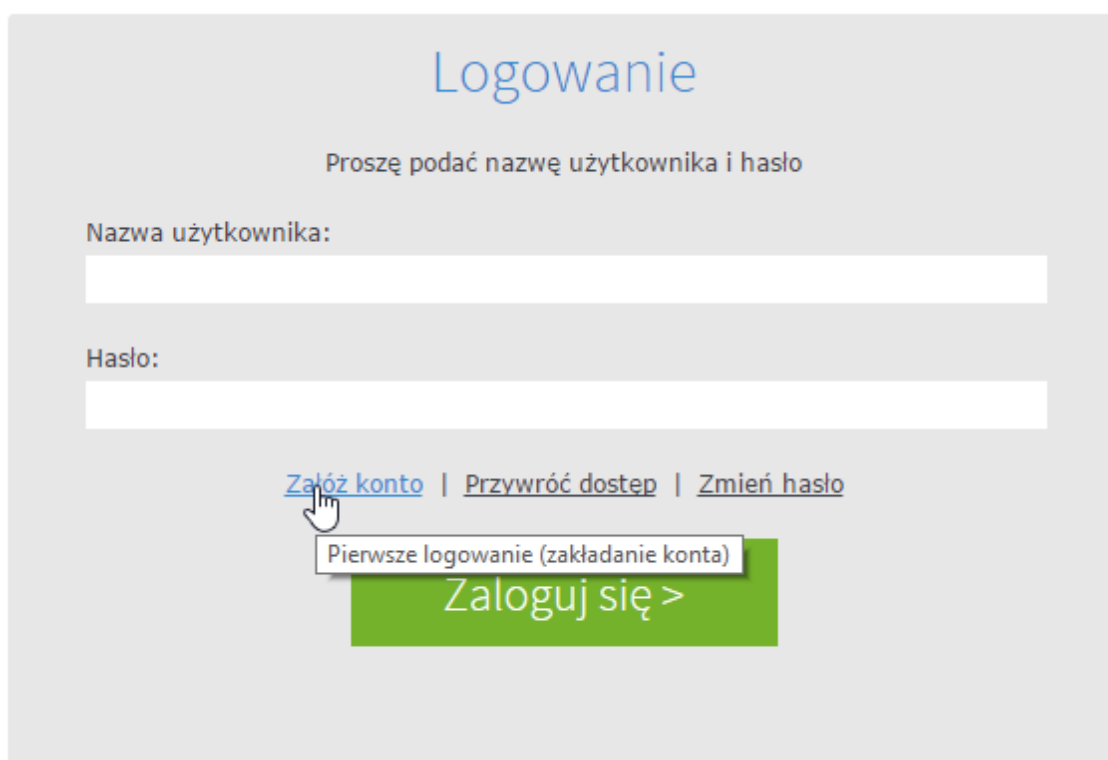 Logowanie
Proszę podać nazwę użytkownika i hasło
Nazwa użytkownika:
Hasło:
Załóż konto | Przywróć dostęp | Zmień hasło
Pierwsze logowanie (zakładanie konta)
Zaloguj się >